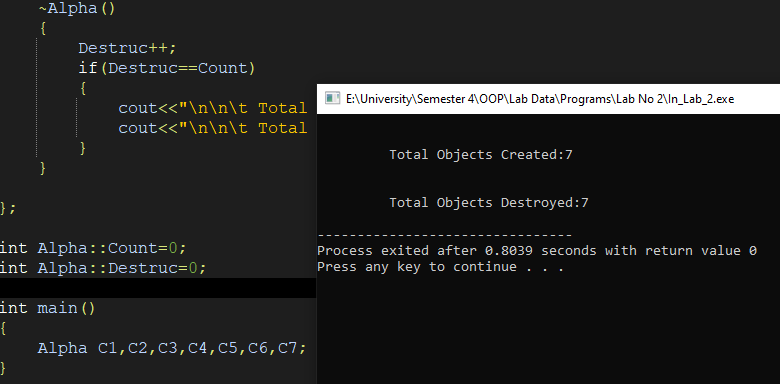 ~Alpha()
{
Destruc++;
if(Destruc==Count)
{
cout<<"\n\n\t Total
cout<<"\n\n\t Total
}
}
};
int Alpha::Count=0;
int Alpha::Destruc=0;
int main()
{
Alpha C1,C2,C3,C4,C5,C6,C7;
}
E:\University\Semester 4\OOP\Lab Data\Programs\Lab No 2\In_Lab_2.exe
Total Objects Created:7
Total Objects Destroyed:7
--------------------------------
Process exited after 0.8039 seconds with return value 0
Press any key to continue . . .